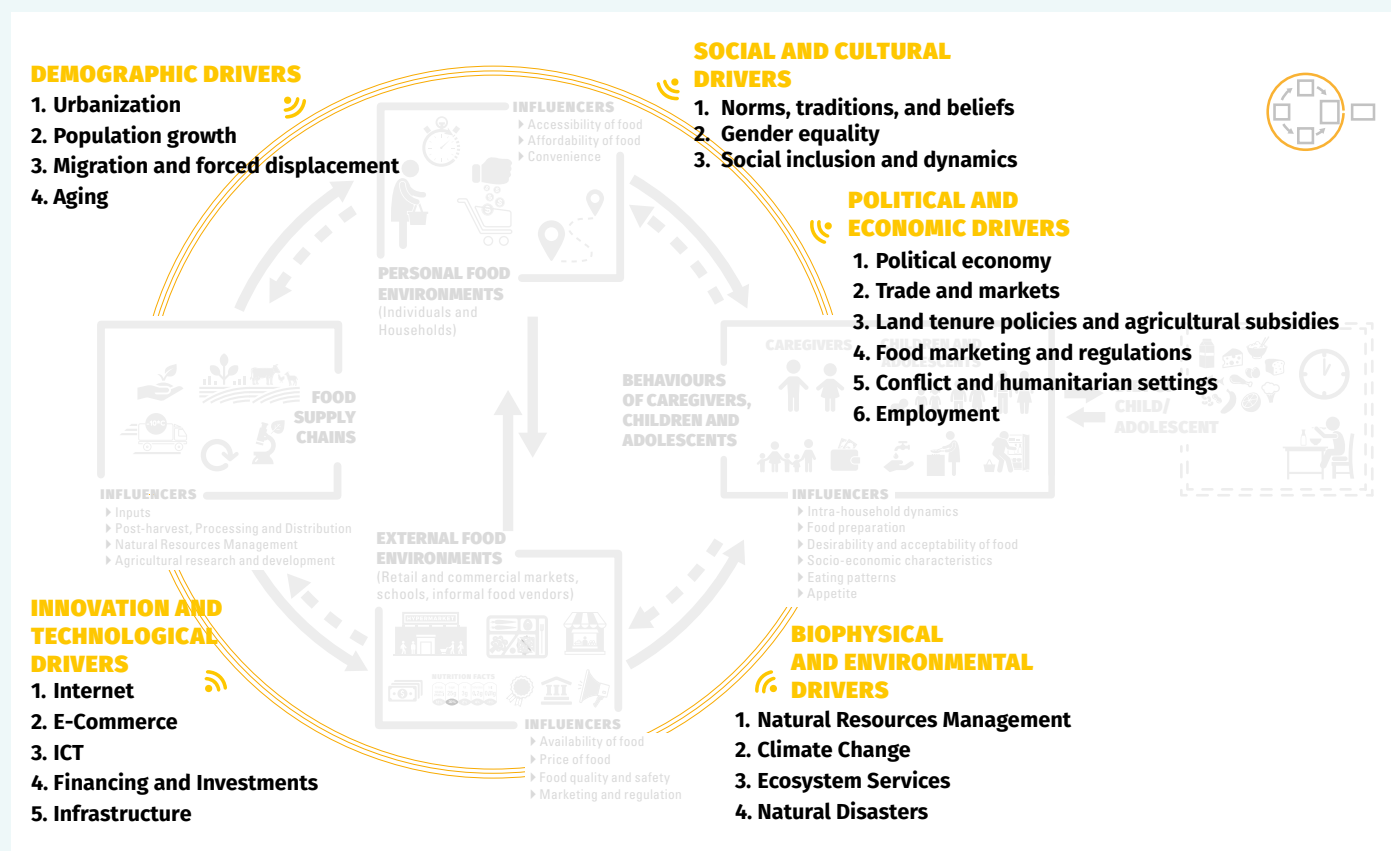 DEMOGRAPHIC DRIVERS
1. Urbanization
2. Population growth
3. Migration and forced displacement
4. Aging
SOCIAL AND CULTURAL
DRIVERS
1. Norms, traditions, and beliefs
2. Gender equality
3. Social inclusion and dynamics
POLITICAL AND
ECONOMIC DRIVERS
1. Political economy
2. Trade and markets
3. Land tenure policies and agricultural subsidies
4. Food marketing and regulations
5. Conflict and humanitarian settings
6. Employment
INFLUENCERS
Accessibility of food
Affordability of food
Convenience
PERSONAL FOOD
ENVIRONMENTS
(Individuals and
Households)
FOOD
SUPPLY
CHAINS
INFLUENCERS
Inputs
Post-harvest, Processing and Distribution
Natural Resources Management
Agricultural research and development
BEHAVIOURS
OF CAREGIVERS,
CHILDREN AND
ADOLESCENTS
CAREGIVERS
CHILDREN AND
ADOLESCENTS
CHILD/
ADOLESCENT
INFLUENCERS
Intra-household dynamics
Food preparation
Desirability and acceptability of food
Socio-economic characteristics
Eating patterns
Appetite
EXTERNAL FOOD
ENVIRONMENTS
(Retail and commercial markets,
schools, informal food vendors)
NUTRITION FACTS
INFLUENCERS
Availability of food
Price of food
Food quality and safety
Marketing and regulation
INNOVATION AND
TECHNOLOGICAL
DRIVERS
1. Internet
2. E-Commerce
3. ICT
4. Financing and Investments
5. Infrastructure
BIOPHYSICAL
AND ENVIRONMENTAL
DRIVERS
1. Natural Resources Management
2. Climate Change
3. Ecosystem Services
4. Natural Disasters